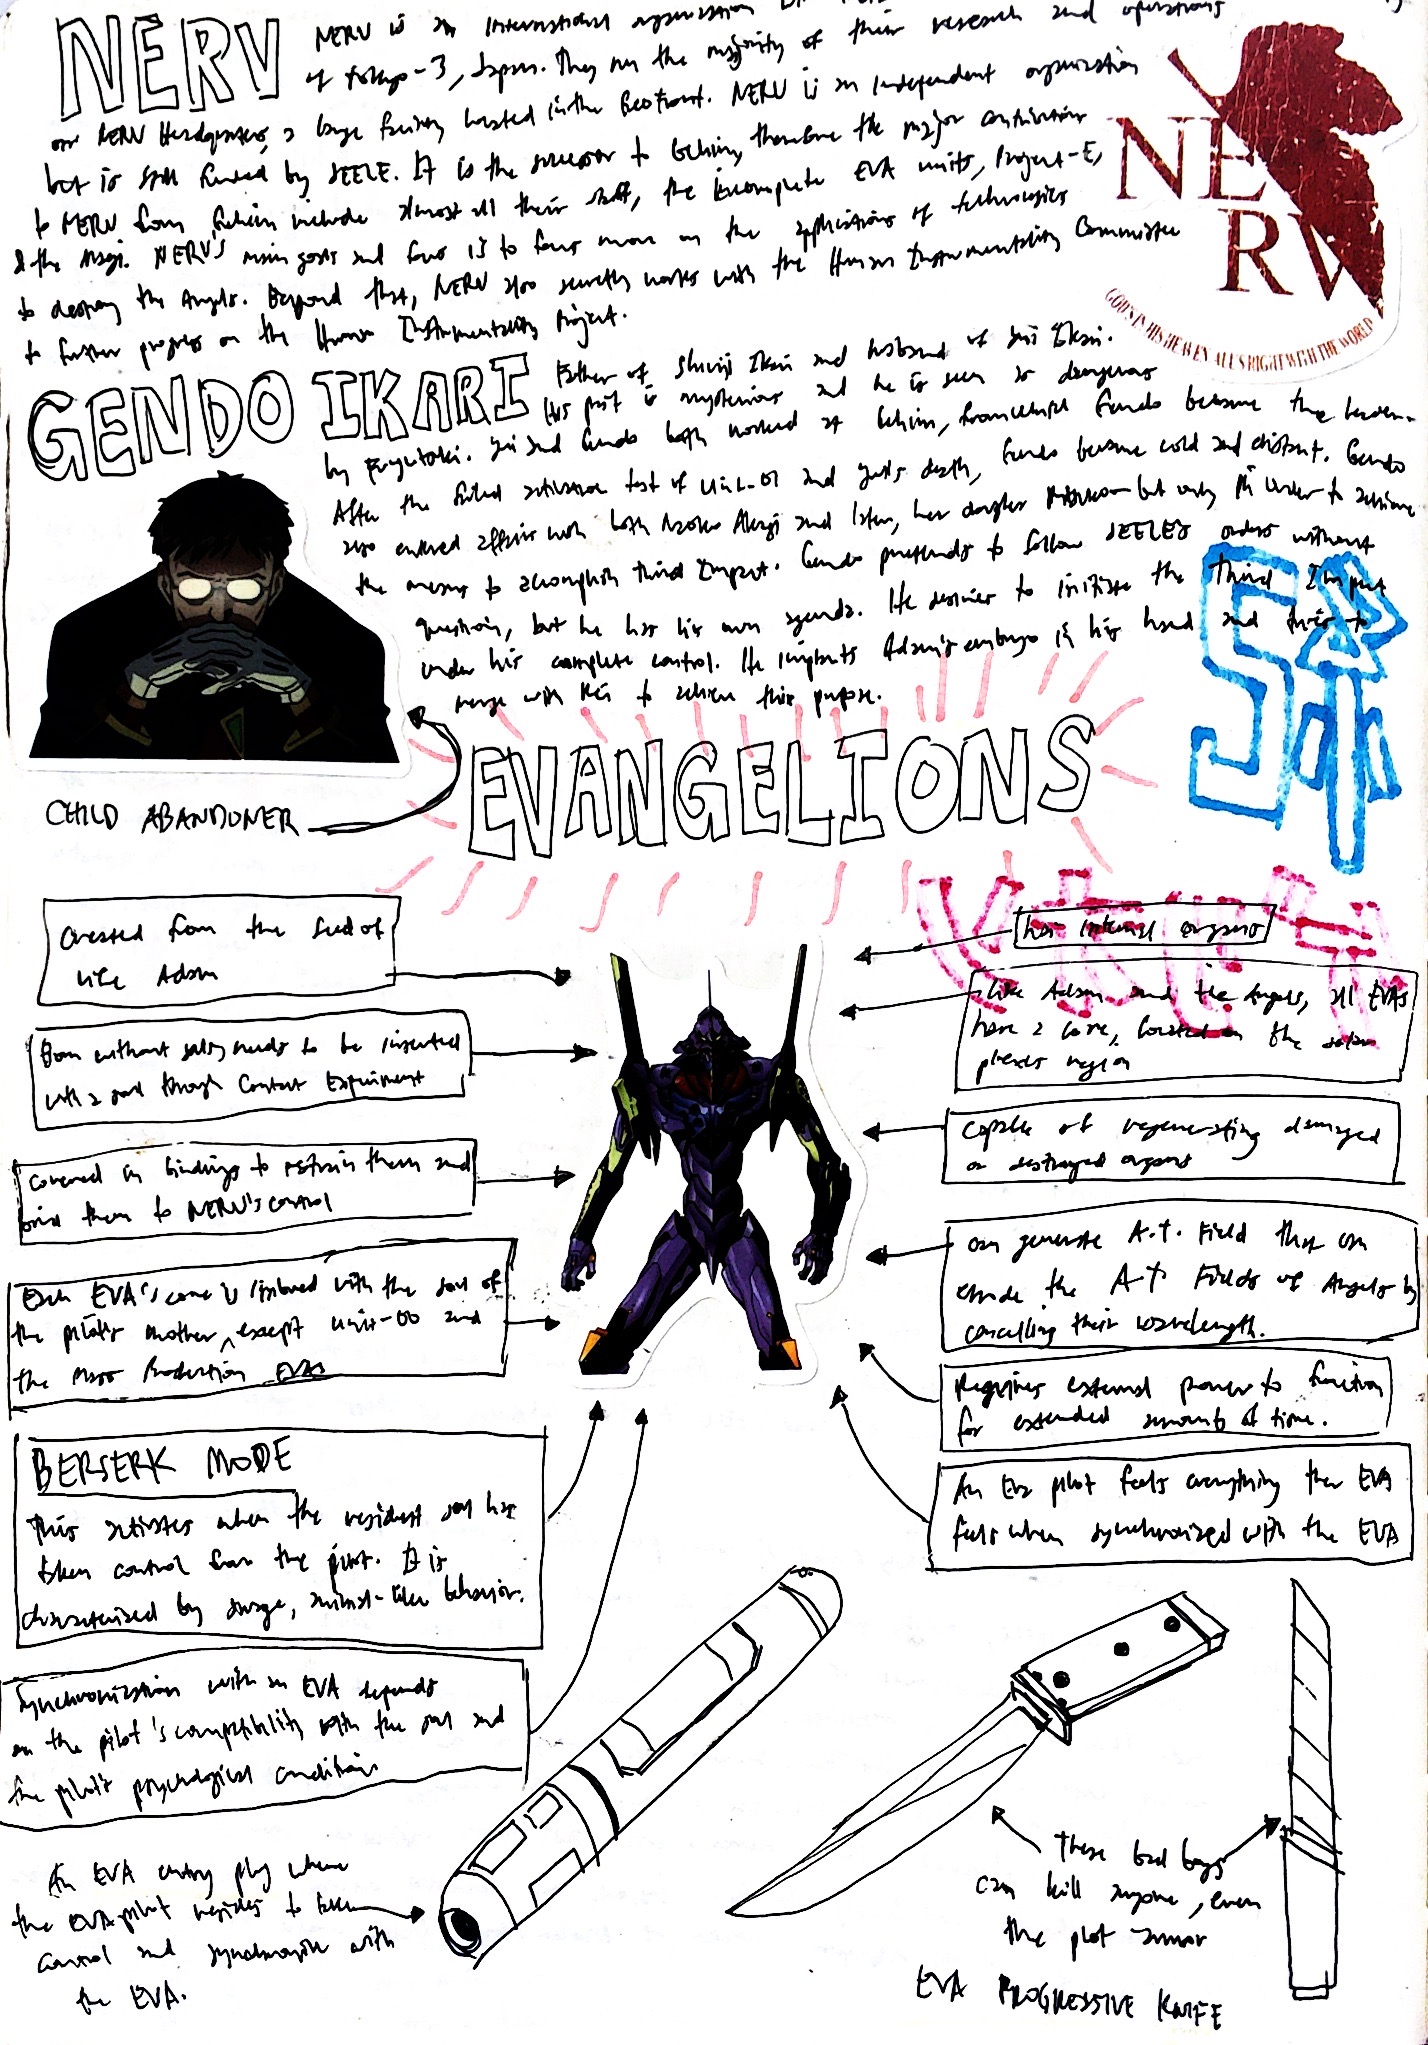 NERV
NERV is an International organization
of Tokyo-3, Japan. They run the majority of their research and operations
on NERV Headquarters, a large facility located in the Geofront. NERV is an independent organization
but is still funded by SEELE. It is the successor to Gehirn, therefore the major contributions
to NERV from Gehirn include almost all their staff, the incomplete EVA units, Project-E,
& the Magi. NERV's main goals and focus is to focus more on the applications of technologies
to destroy the Angels. Beyond that, NERV also secretly works with the Human Instrumentality Committee
to further progress on the Human Instrumentality Project.
NERV
GOD'S IN HIS HEAVEN. ALL'S RIGHT WITH THE WORLD
GENDO IKARI
Father of Shinji Ikari and husband of Yui Ikari.
His past is mysterious and he is seen as dangerous
by Fuyutski. Yui and Gendo both worked at Gehirn, Gendo became the leader.
After the failed activation test of Unit-01 and Yui's death, Gendo became cold and distant. Gendo
also entered affairs with both Naoko Akagi and later, her daughter but only in order to achieve
the means to accomplish third Impact. Gendo pretends to follow SEELE's orders without
question, but he has his own agenda. He desires to initiate the third Impact
under his complete control. He implants Adam's embryo in his hand and tries to
merge with Rei to achieve this purpose.
CHILD ABANDONER
EVANGELIONS
Created from the
like Adam
Born without needs to be inserted
with a soul through Contact Experiment
Covered in bindings to restrain them and
bind them to NERV's control
Each EVA's core is imbued with the soul of
the pilot's mother, except Unit-00 and
the Mass Production EVAs
BERSERK MODE
This activates when the resident soul has
taken control from the pilot. It is
characterized by savage, animal-like behavior.
Synchronization with an EVA depends
on the pilot's compatibility with the soul and
the pilot's psychological conditions
has internal organs
like Adam and the Angels, all EVAs
have a core, located on the solar
plexus region
capable of regenerating damaged
or destroyed organs
can generate A.T. Field that can
erode the A-T Fields of Angels by
cancelling their wavelength.
Requires external power to function
for extended amounts of time.
An Eva pilot feels everything the EVA
feels when synchronized with the EVA
An EVA entry plug where
the EVA pilot resides to take
control and synchronize with
the EVA.
These bad boys
can kill anyone, even
the plot armor
EVA PROGRESSIVE KNIFE